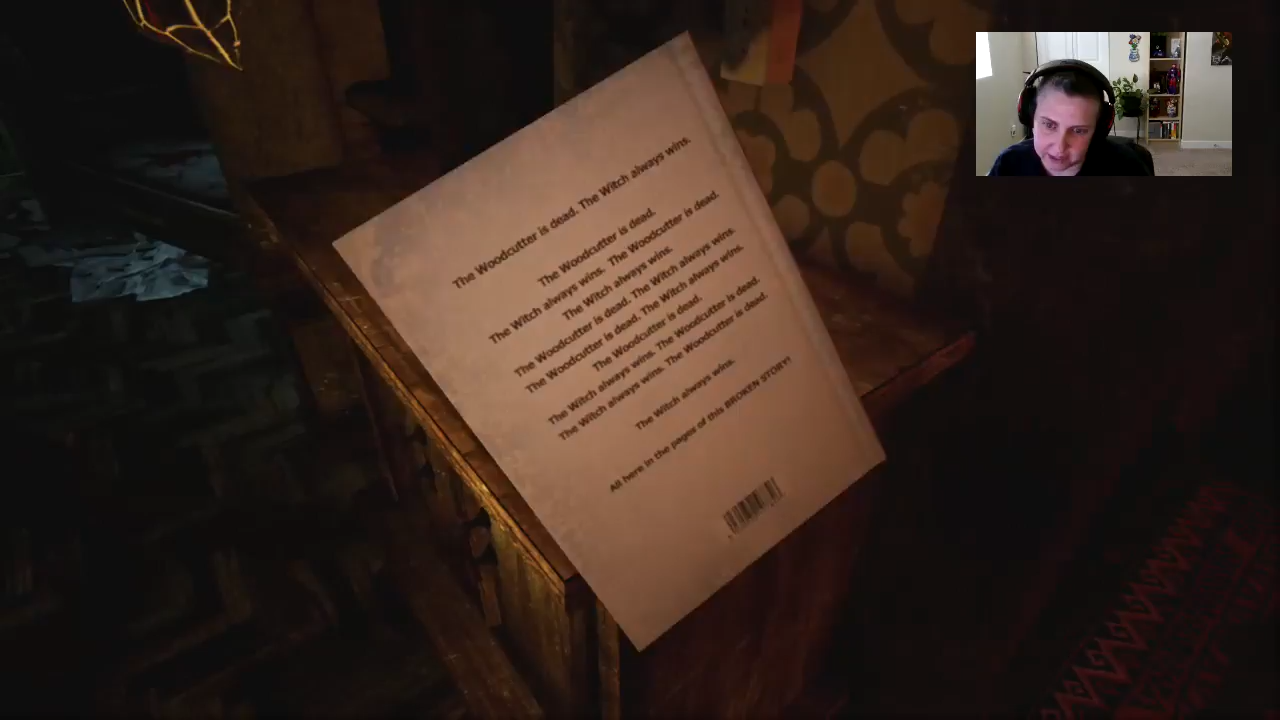 The Woodcutter is dead. The Witch always wins.
The Woodcutter is dead.
The Witch always wins. The Woodcutter is dead.
The Witch always wins.
The Woodcutter is dead. The Witch always wins.
The Woodcutter is dead. The Witch always wins.
The Woodcutter is dead.
The Witch always wins. The Woodcutter is dead.
The Witch always wins. The Woodcutter is dead.
The Witch always wins.
All here in the pages of this BROKEN STORY!